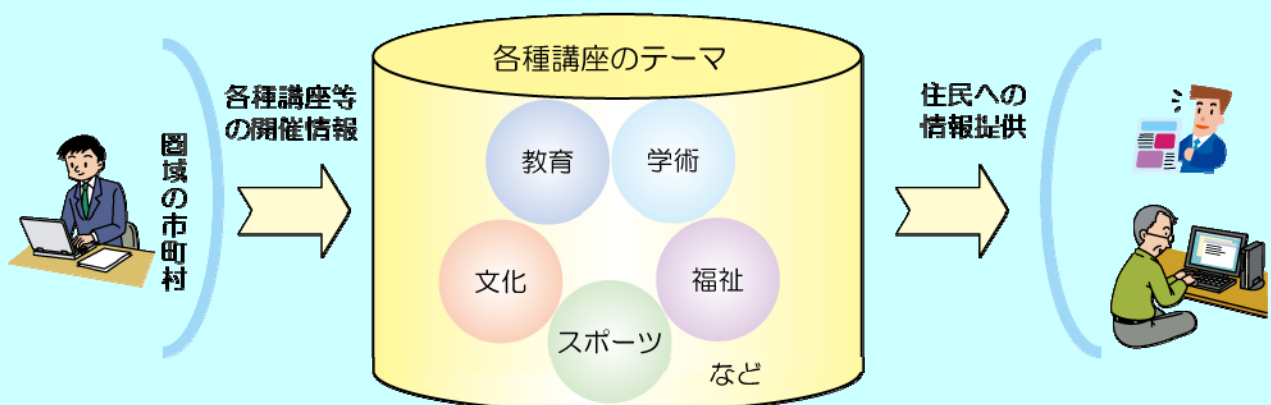 圏域の市町村
各種講座等
の開催情報
各種講座のテーマ
教育
学術
文化
福祉
スポーツ
など
住民への
情報提供